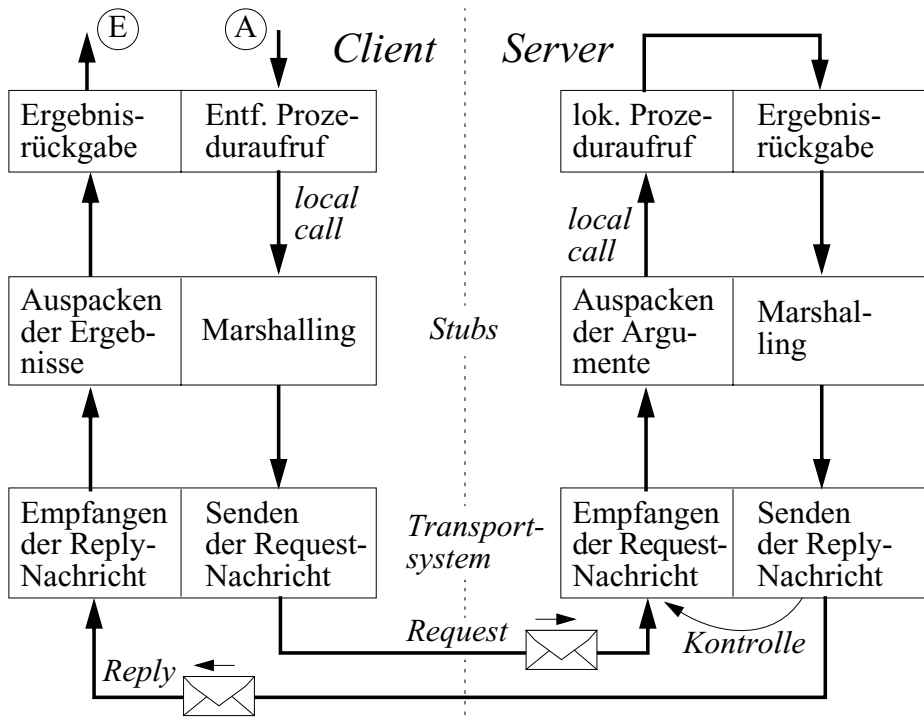 E
A
Client
Server
Ergebnis-
rückgabe
Entf. Proze-
duraufruf
lok. Proze-
duraufruf
Ergebnis-
rückgabe
local
call
local
call
Auspacken
der Ergeb-
nisse
Marshalling
Stubs
Auspacken
der Argu-
mente
Marshal-
ling
Empfangen
der Reply-
Nachricht
Senden
der Request-
Nachricht
Transport-
system
Empfangen
der Request-
Nachricht
Senden
der Reply-
Nachricht
Request
Kontrolle
Reply